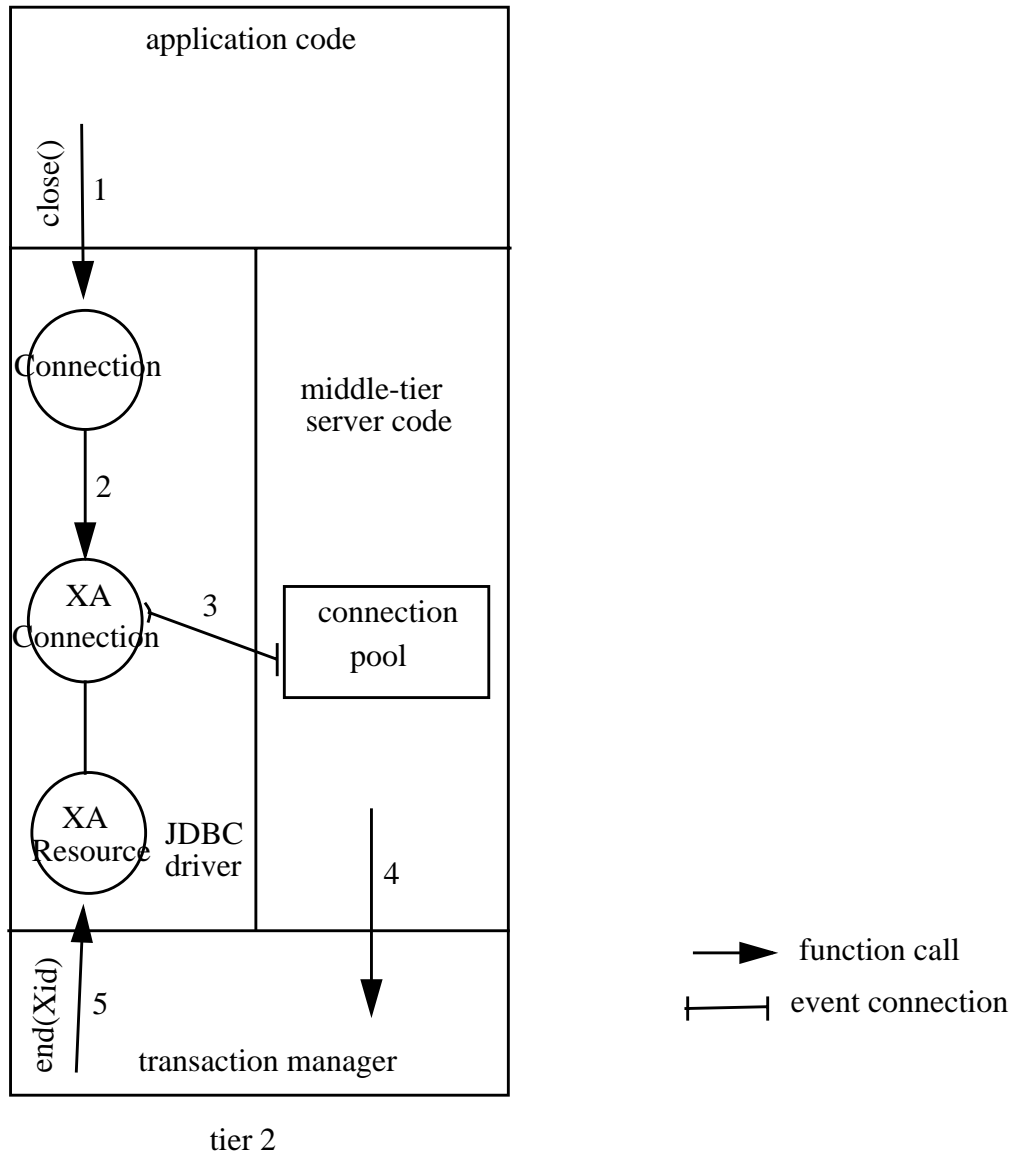 application code
close()
1
Connection
middle-tier
server code
2
XA
Connection
3
connection
pool
XA
Resource
JDBC
driver
4
end(Xid)
5
transaction manager
function call
event connection
tier 2